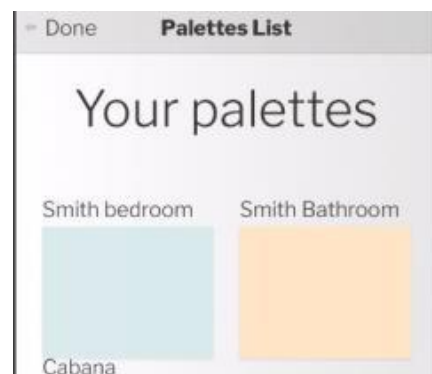 Done Palettes List
Your palettes
Smith bedroom Smith Bathroom
Cabana